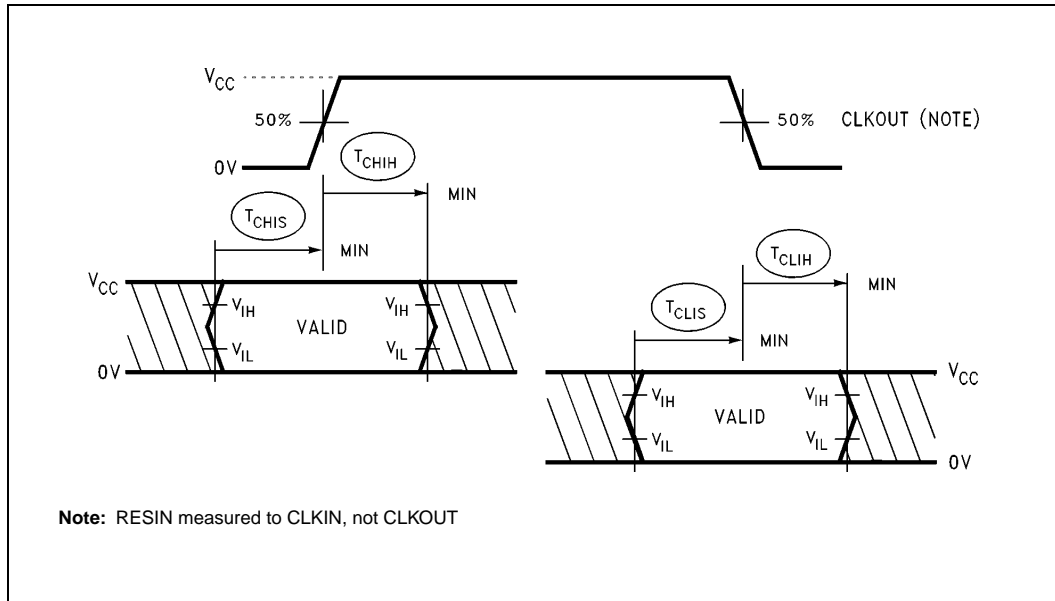 VCC
50%
50% CLKOUT (NOTE)
0V
TCHIH
MIN
TCHIS
MIN
TCLIH
MIN
TCLIS
MIN
VCC
VIH
VALID
VIH
VIL
VIL
0V
VCC
VIH
VALID
VIH
VIL
VIL
0V
Note: RESIN measured to CLKIN, not CLKOUT